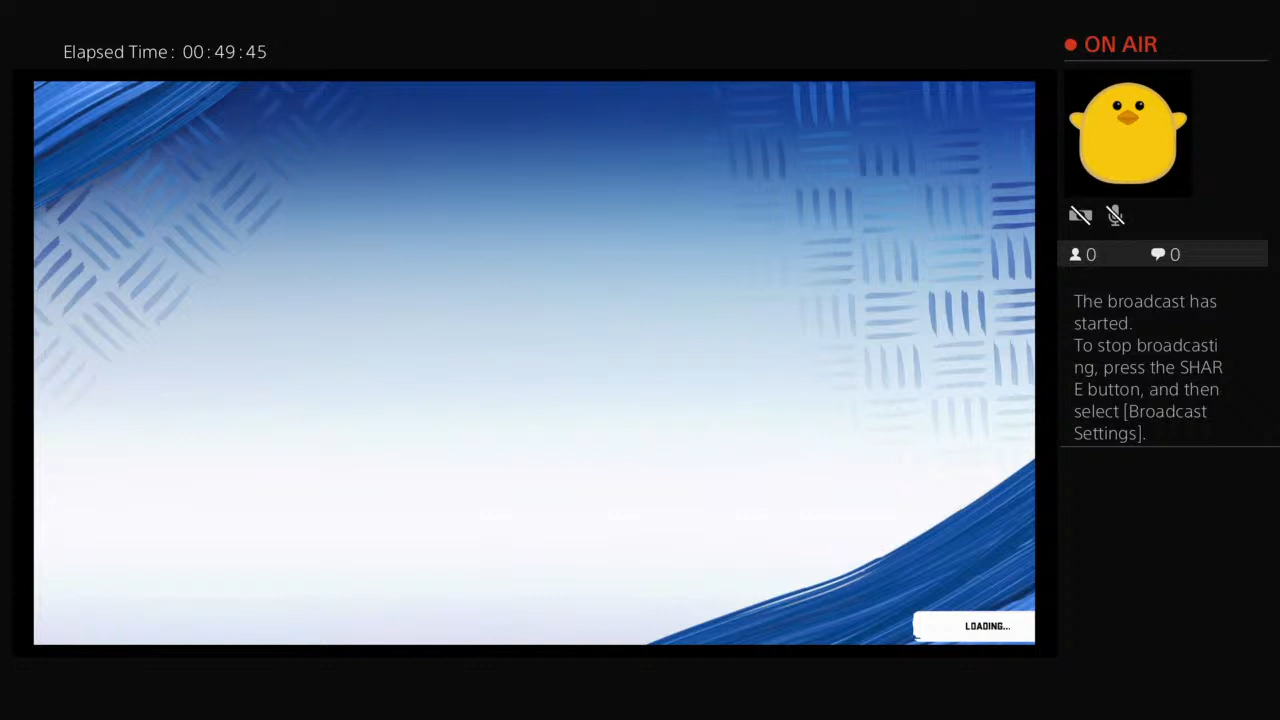 Elapsed Time: 00:49:45
ON AIR
0 0
The broadcast has
started.
To stop broadcasti
ng, press the SHAR
E button, and then
select [Broadcast
Settings].
LOADING...